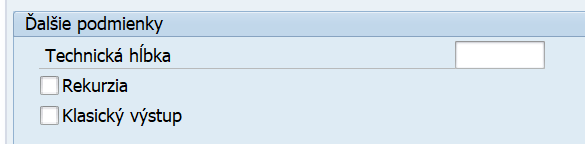 Ďalšie podmienky
Technická hĺbka
Rekurzia
Klasický výstup